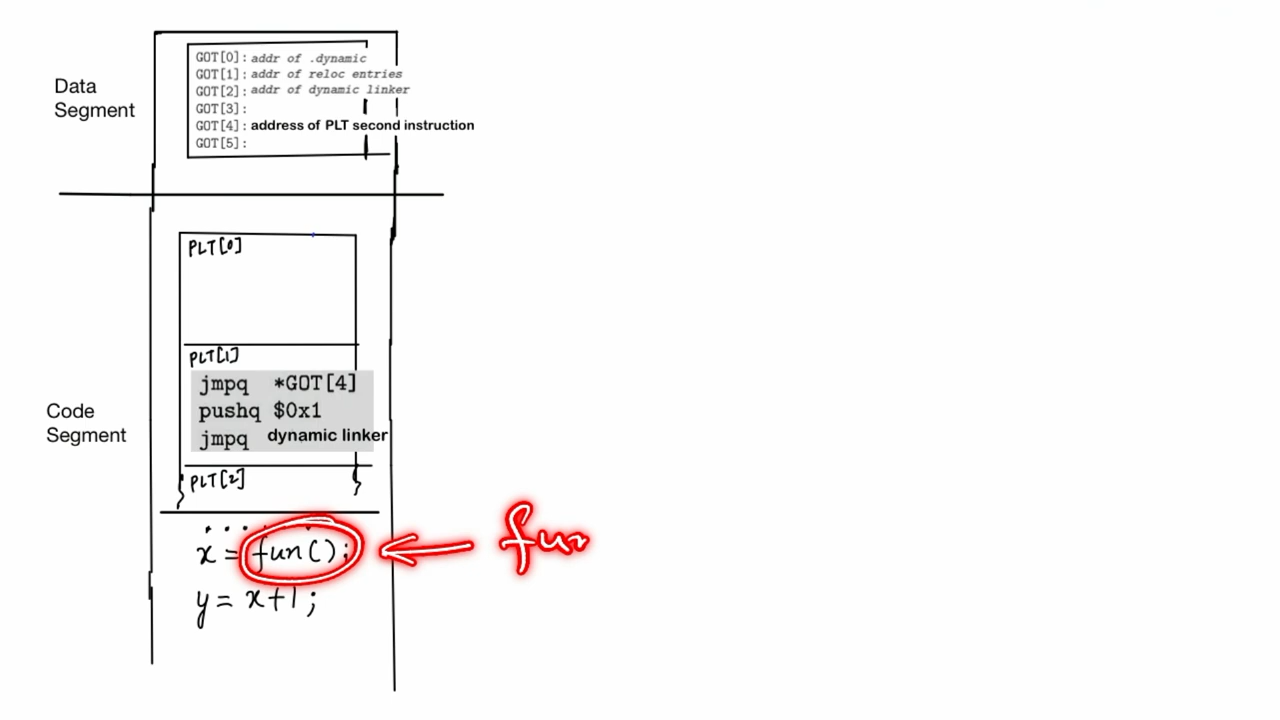 Data
Segment
GOT[0]: addr of .dynamic
GOT[1]: addr of reloc entries
GOT[2]: addr of dynamic linker
GOT[3]:
GOT[4]: address of PLT second instruction
GOT[5]:
PLT[0]
PLT[1]
jmpq *GOT[4]
pushq $0x1
jmpq dynamic linker
Code
Segment
PLT[2]
. . . . . .
x = fun();
y = x+1;
fun